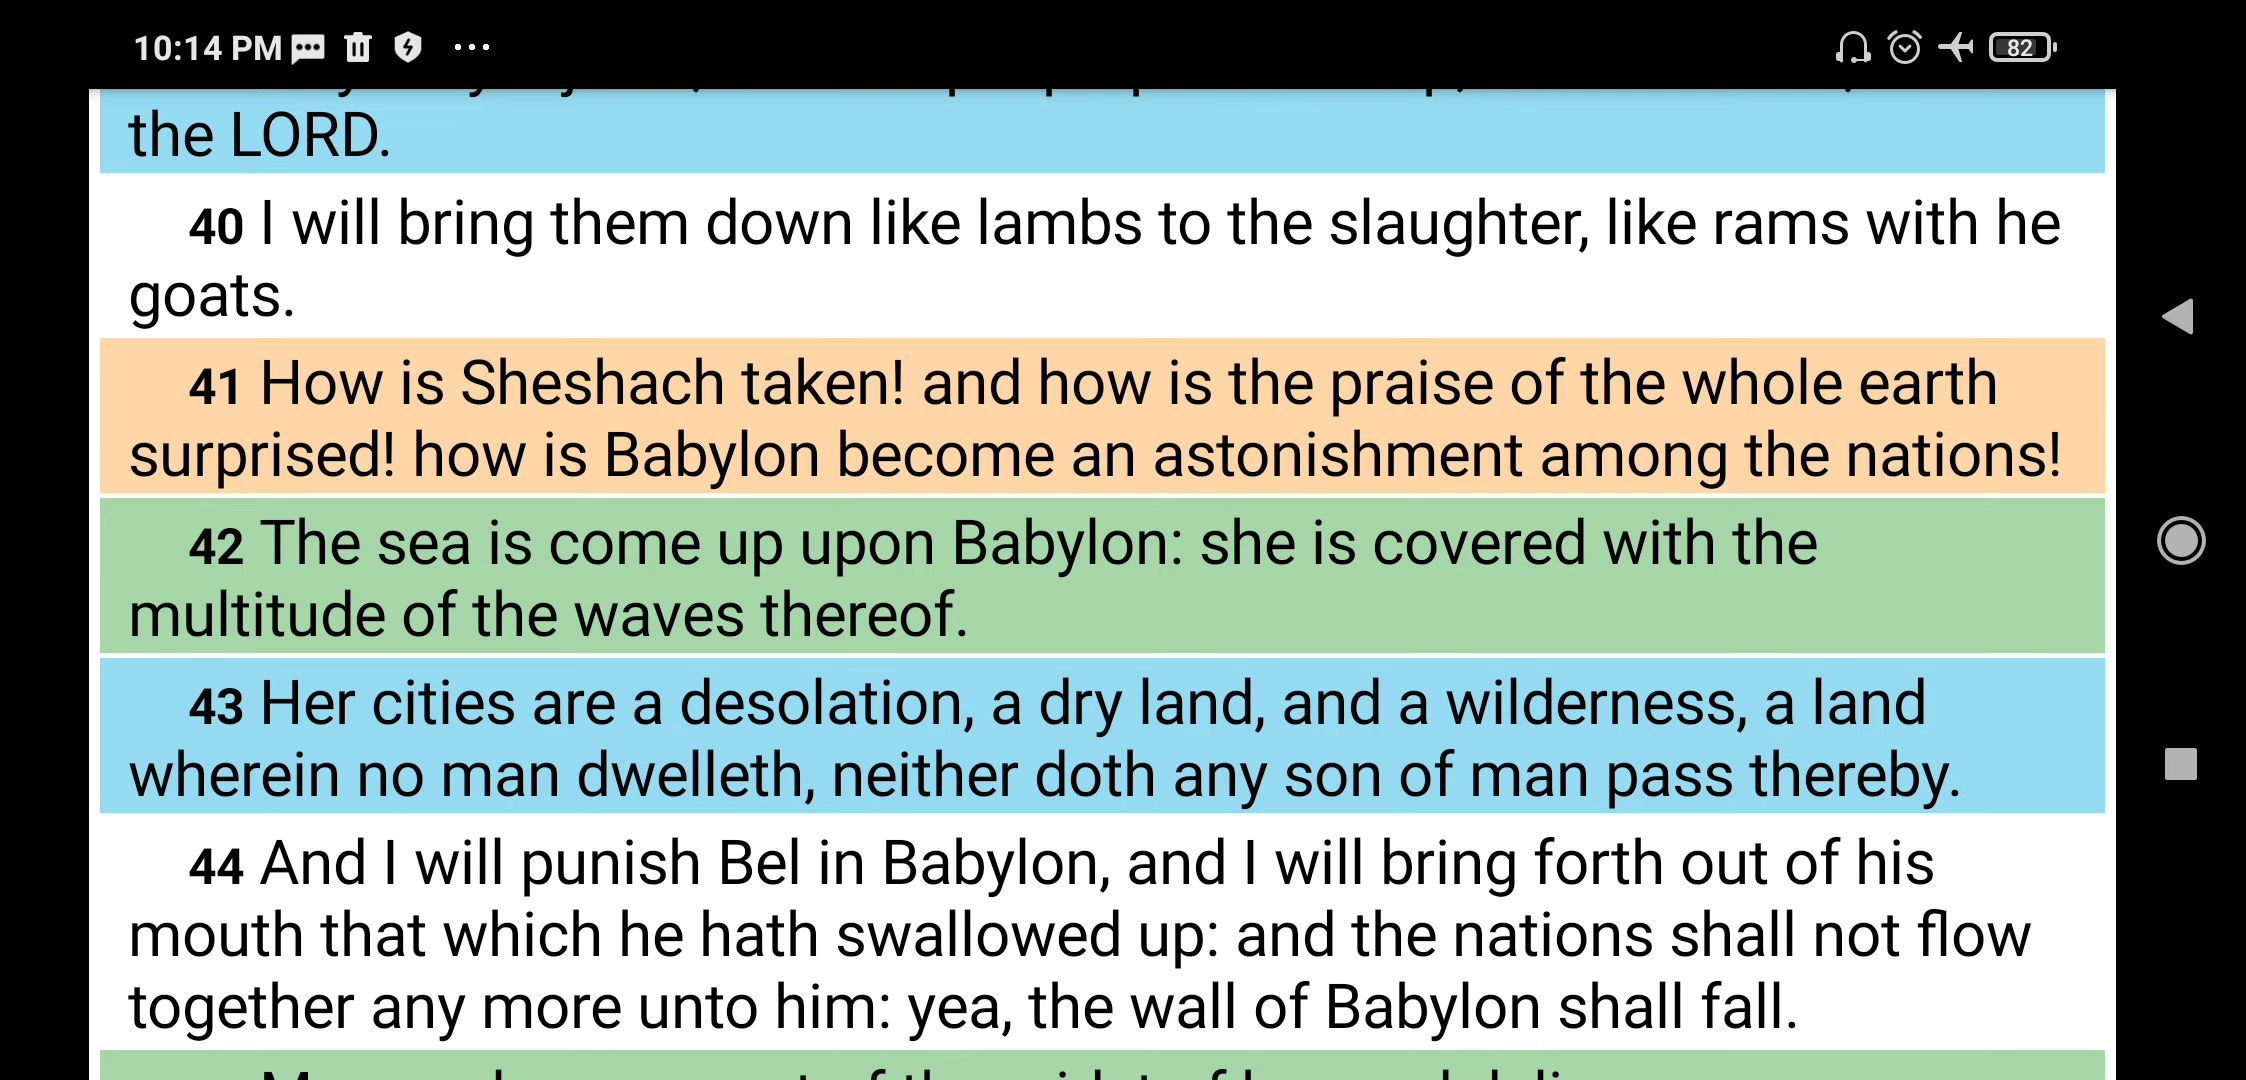 10:14 PM
82
the LORD.
40 I will bring them down like lambs to the slaughter, like rams with he
goats.
41 How is Sheshach taken! and how is the praise of the whole earth
surprised! how is Babylon become an astonishment among the nations!
42 The sea is come up upon Babylon: she is covered with the
multitude of the waves thereof.
43 Her cities are a desolation, a dry land, and a wilderness, a land
wherein no man dwelleth, neither doth any son of man pass thereby.
44 And I will punish Bel in Babylon, and I will bring forth out of his
mouth that which he hath swallowed up: and the nations shall not flow
together any more unto him: yea, the wall of Babylon shall fall.